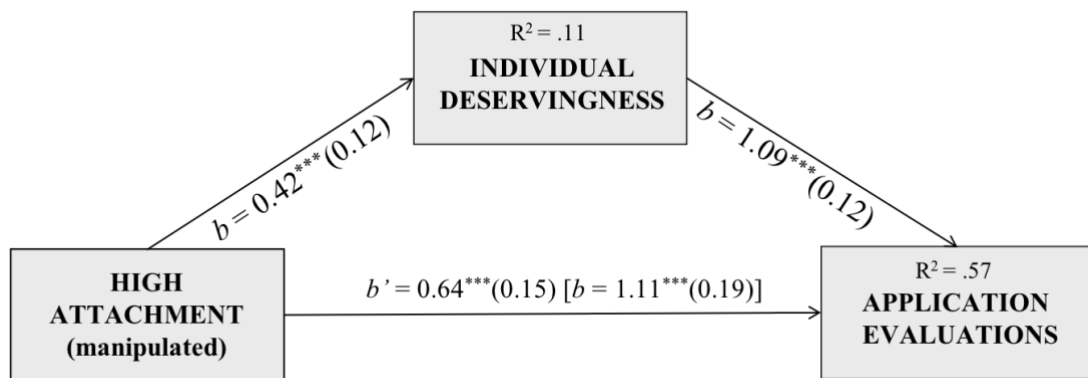 R² = .11
INDIVIDUAL
DESERVINGNESS
b = 0.42***(0.12)
b = 1.09***(0.12)
HIGH
ATTACHMENT
(manipulated)
b’ = 0.64***(0.15) [b = 1.11***(0.19)]
R² = .57
APPLICATION
EVALUATIONS